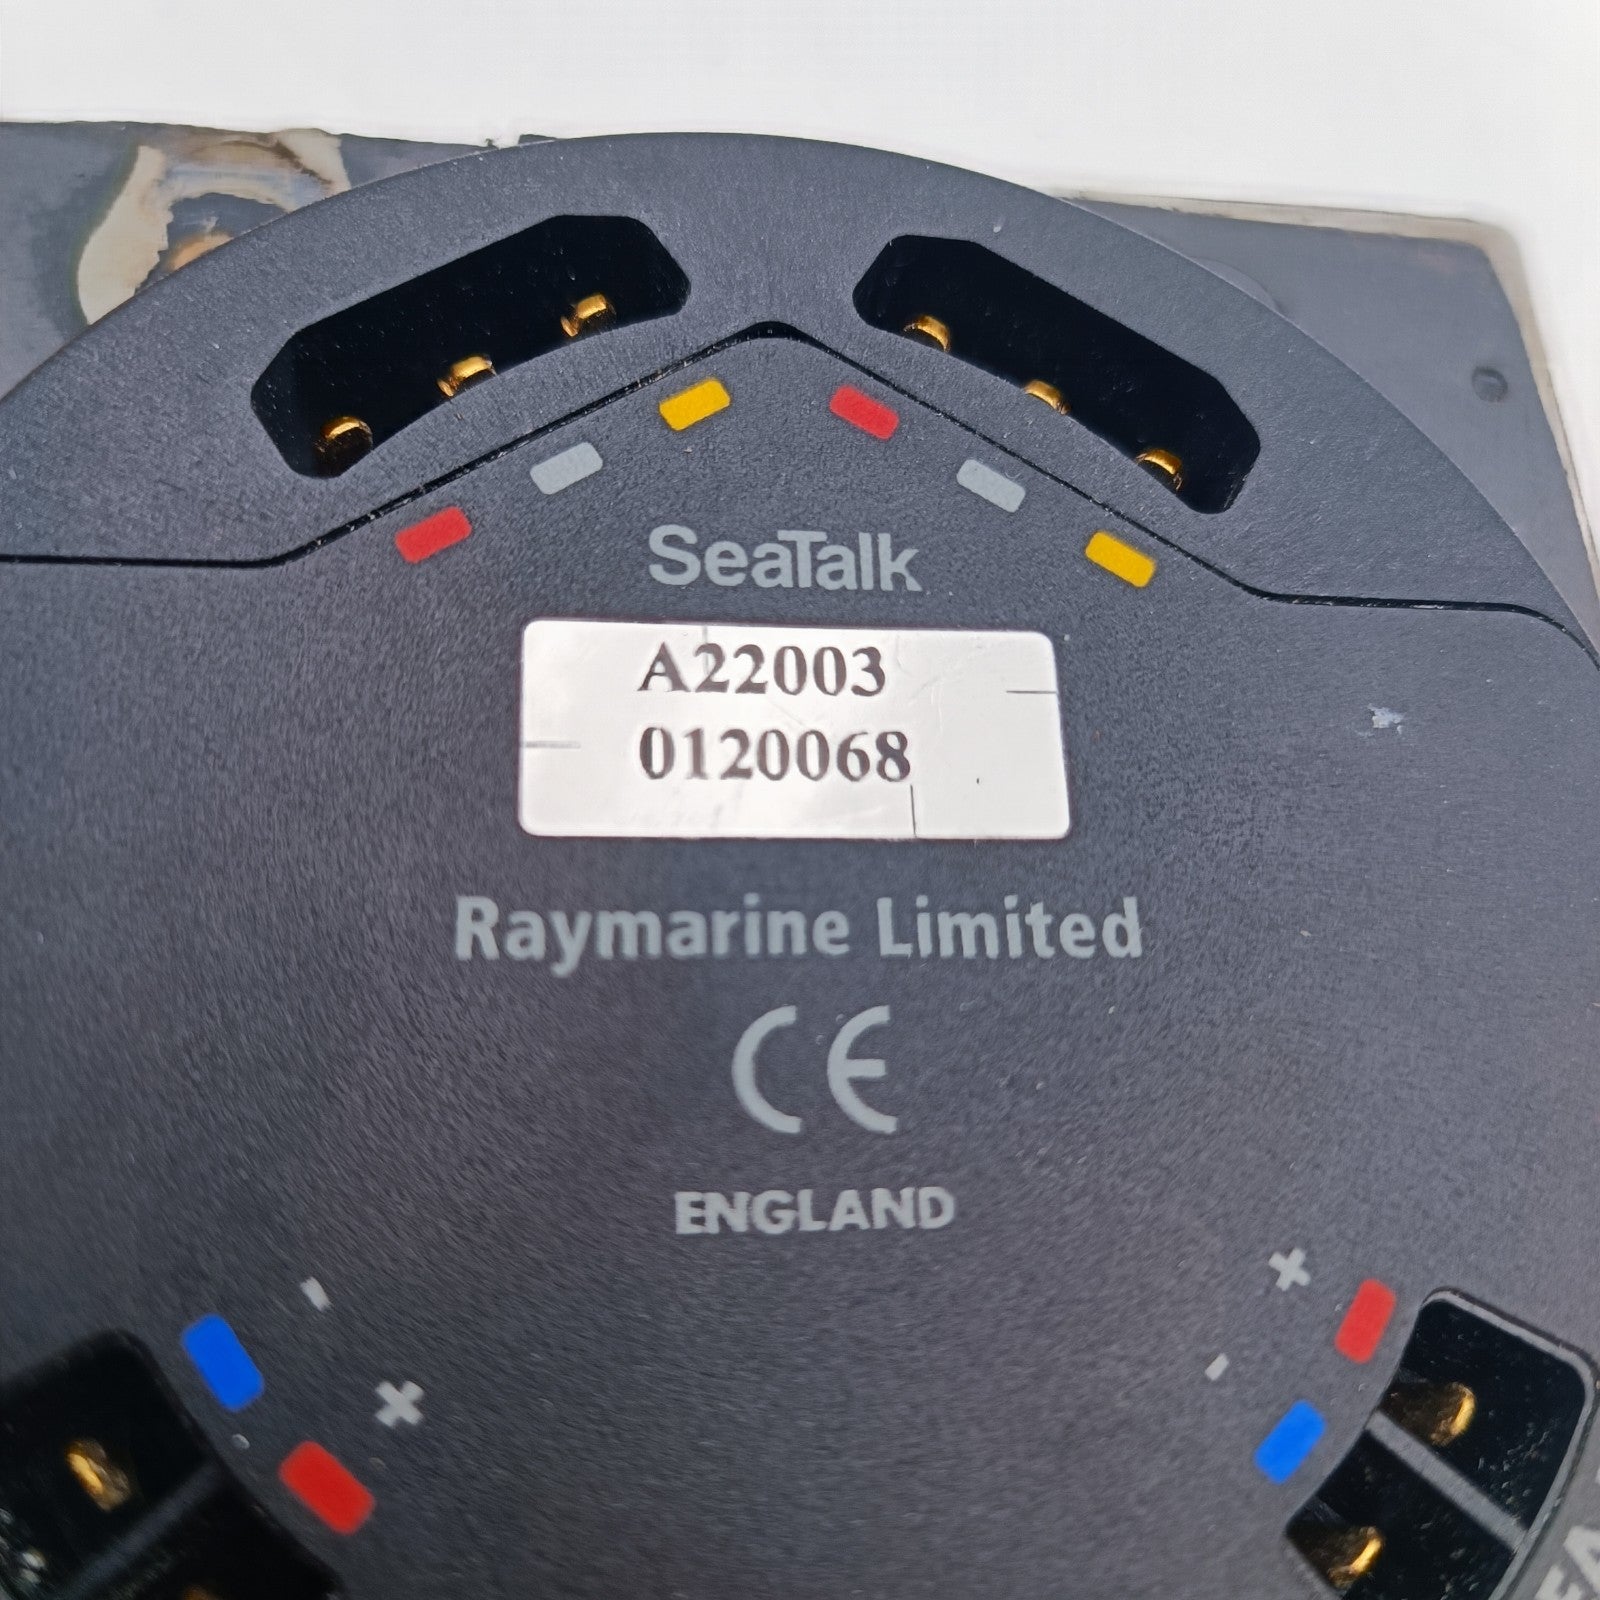 SeaTalk
A22003
0120068
Raymarine Limited
CE
ENGLAND
- +
+ -